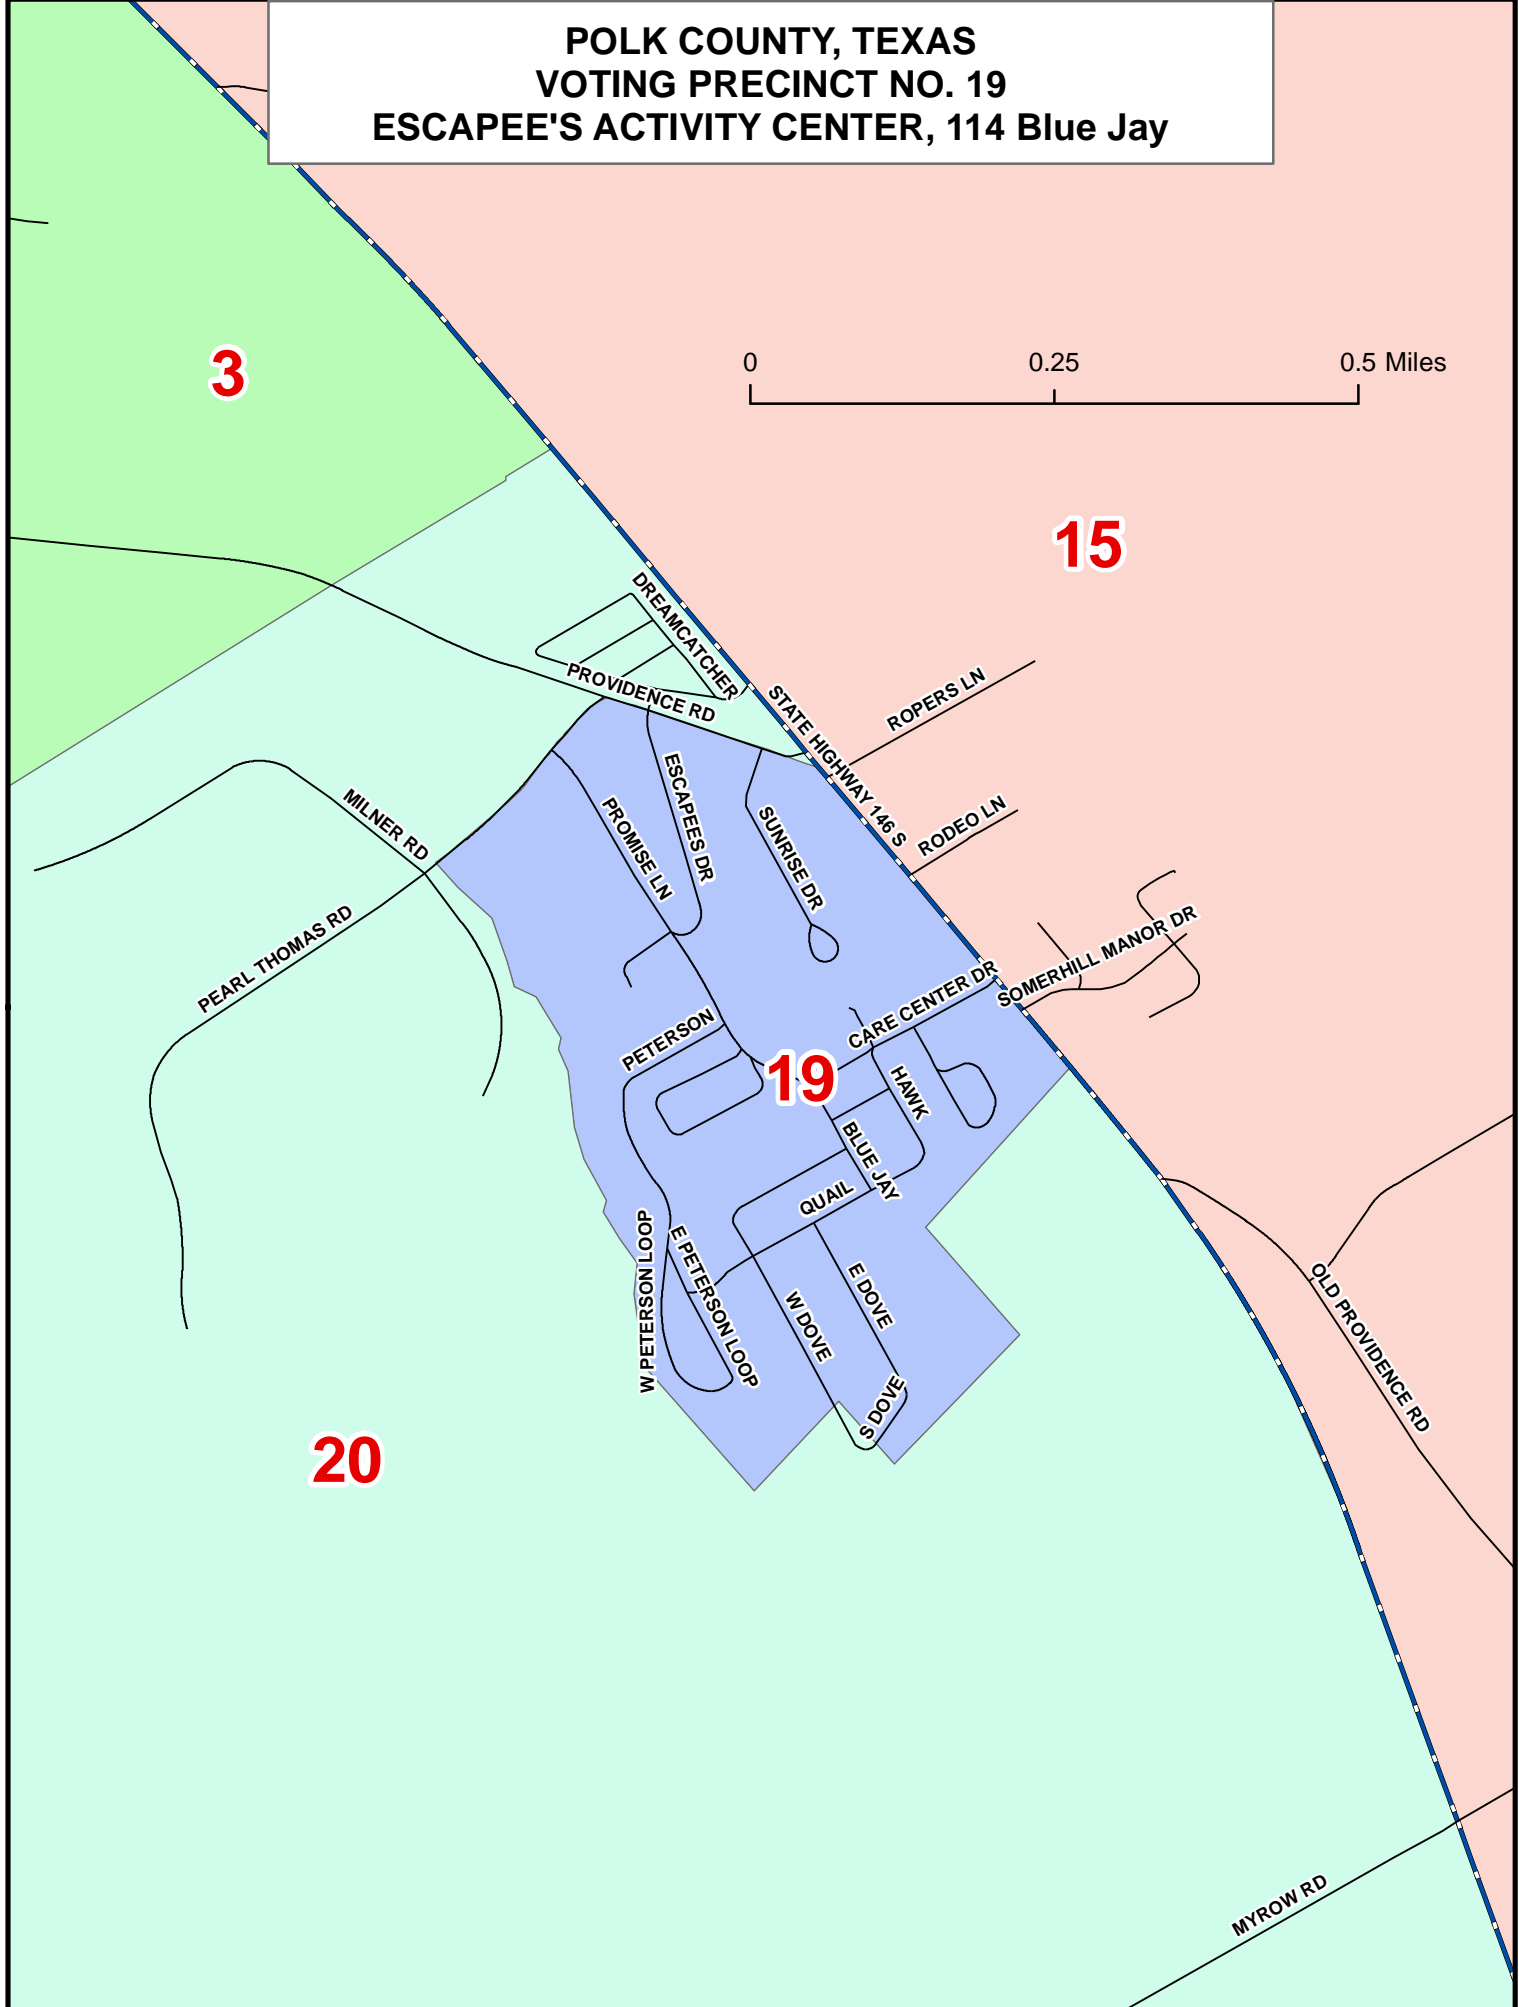 POLK COUNTY, TEXAS
VOTING PRECINCT NO. 19
ESCAPEE'S ACTIVITY CENTER, 114 Blue Jay
0 0.25 0.5 Miles
3
15
DREAMCATCHER
PROVIDENCE RD
STATE HIGHWAY 146 S
ROPERS LN
RODEO LN
MILNER RD
PROMISE LN
ESCAPEES DR
SUNRISE DR
PEARL THOMAS RD
SOMERHILL MANOR DR
CARE CENTER DR
PETERSON
19
HAWK
BLUE JAY
QUAIL
W PETERSON LOOP
E PETERSON LOOP
W DOVE
E DOVE
S DOVE
OLD PROVIDENCE RD
20
MYROW RD